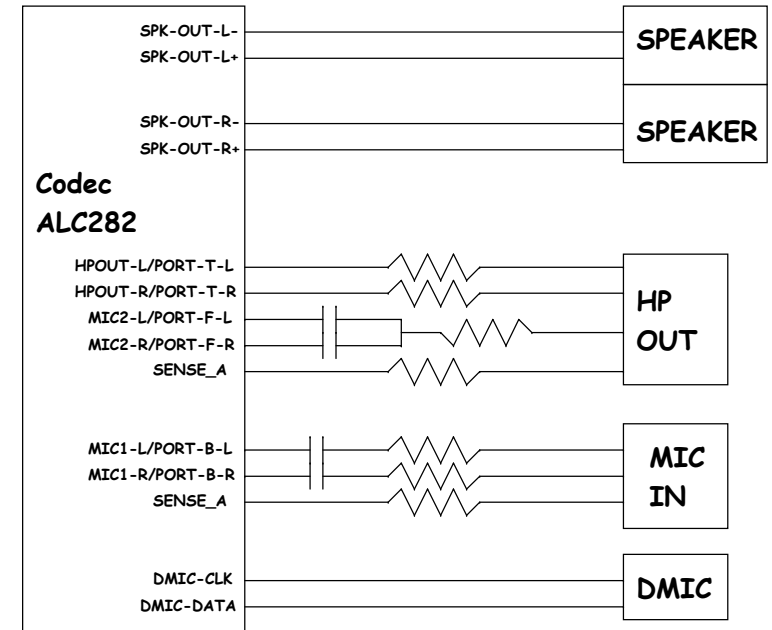 SPK-OUT-L-
SPK-OUT-L+
SPEAKER
SPK-OUT-R-
SPK-OUT-R+
SPEAKER
Codec
ALC282
HPOUT-L/PORT-T-L
HPOUT-R/PORT-T-R
MIC2-L/PORT-F-L
MIC2-R/PORT-F-R
SENSE_A
HP
OUT
MIC1-L/PORT-B-L
MIC1-R/PORT-B-R
SENSE_A
MIC
IN
DMIC-CLK
DMIC-DATA
DMIC